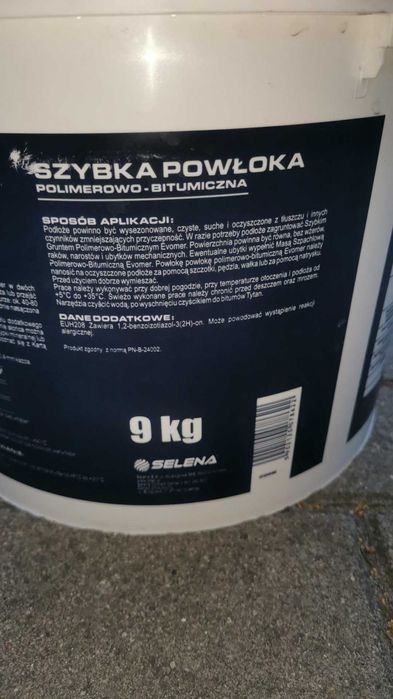 SZYBKA POWŁOKA
POLIMEROWO-BITUMICZNA
SPOSÓB APLIKACJI:
Podłoże powinno być wysezonowane, czyste, suche i oczyszczone z tłuszczu i innych
czynników zmniejszających przyczepność. W razie potrzeby podłoże zagruntować Szybkim
Gruntem Polimerowo-Bitumicznym Evomer. Powierzchnia powinna być równa, bez wżerów,
raków, narostów i ubytków mechanicznych. Ewentualne ubytki wypełnić Masą Szpachlową
Polimerowo-Bitumiczną Evomer. Powłokę powłokę polimerowo-bitumiczną Evomer należy
nanosić na oczyszczone podłoże za pomocą szczotki, pędzla, wałka lub za pomocą natrysku.
Przed użyciem dobrze wymieszać.
Prace należy wykonywać przy dobrej pogodzie, przy temperaturze otoczenia i podłoża od
+5°C do +35°C. Świeżo wykonane prace należy chronić przed deszczem oraz mrozem.
Narzędzia czyścić wodą, po wyschnięciu czyścikiem do bitumów Tytan.
DANE DODATKOWE:
EUH208 Zawiera 1,2-benzoizotiazol-3(2H)-on. Może powodować wystąpienie reakcji
alergicznej.
Produkt zgodny z normą PN-B-24002.
9 kg
SELENA